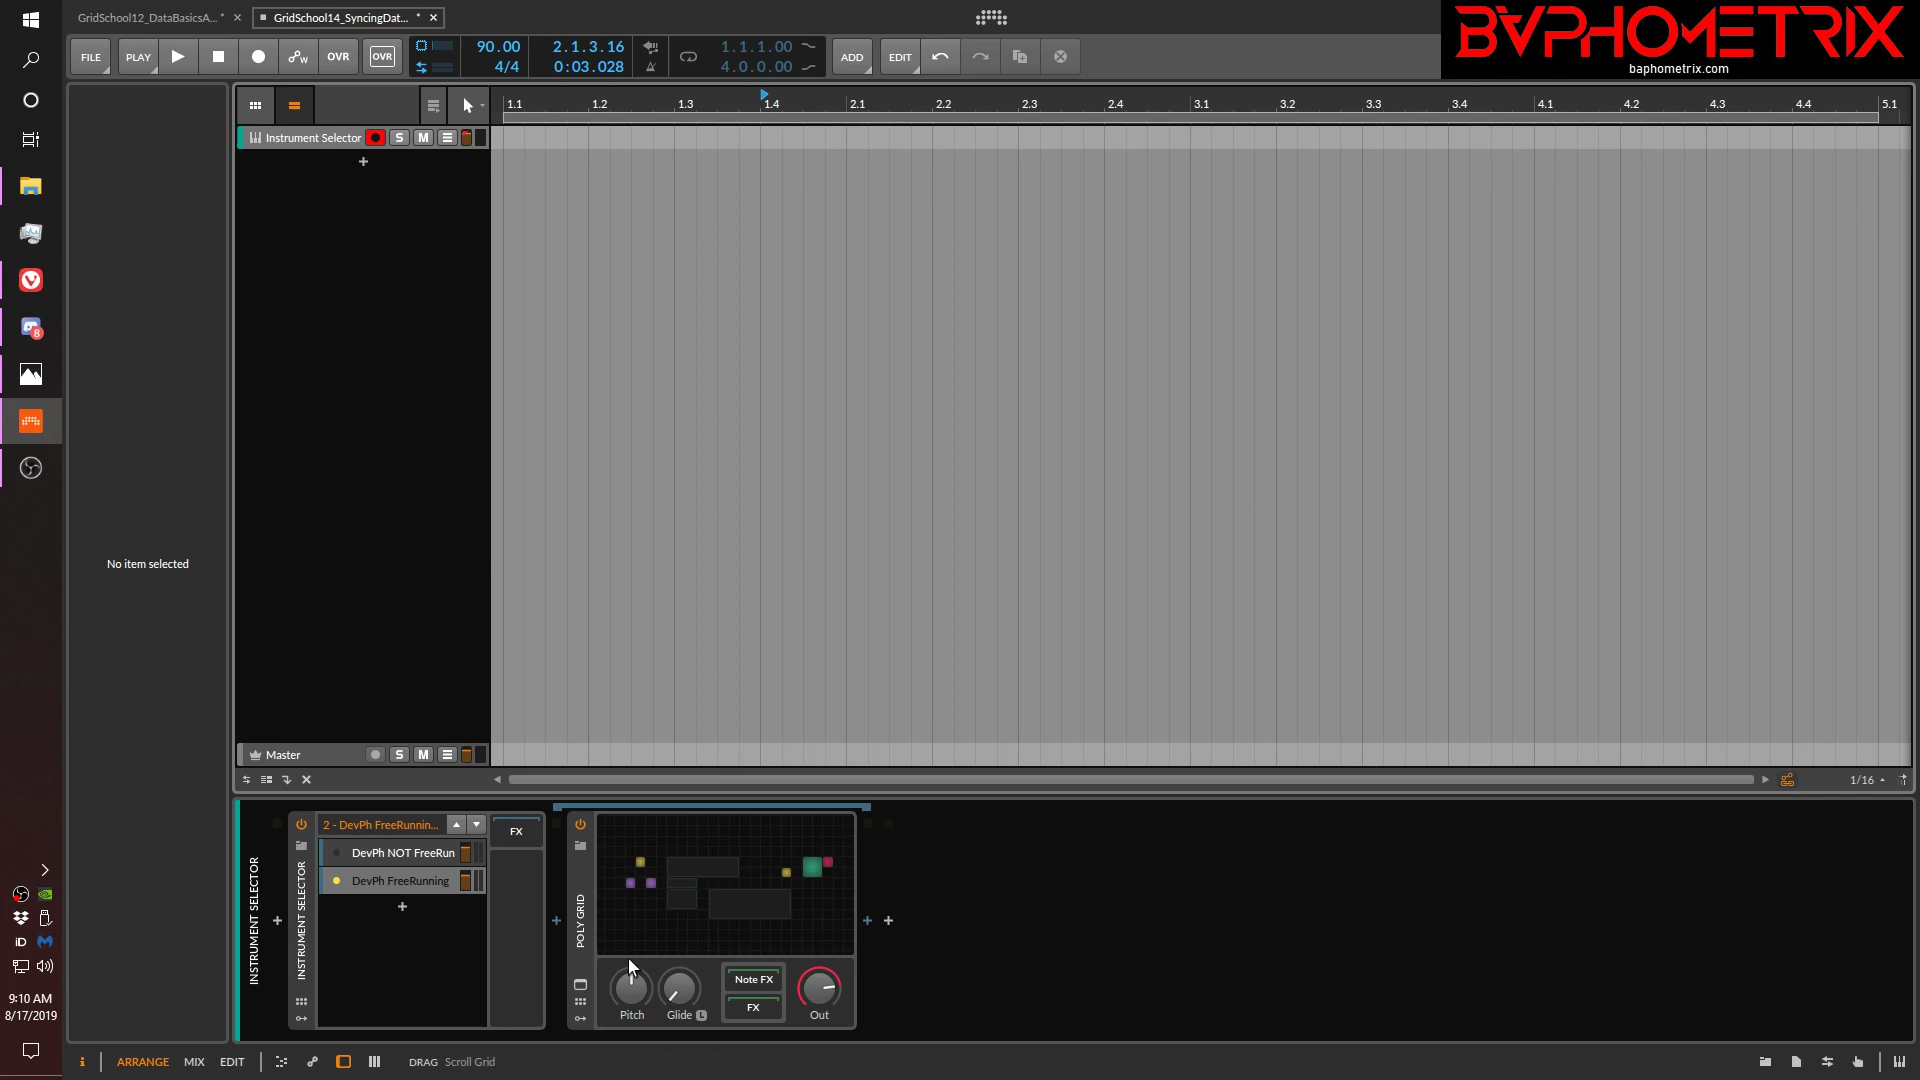 GridSchool12_DataBasicsA... *
GridSchool14_SyncingDat... *
BAPHOMETRIX
baphometrix.com
FILE
PLAY
OVR
OVR
90.00
4/4
2.1.3.16
0:03.028
1.1.1.00
4.0.0.00
ADD
EDIT
1.1 1.2 1.3 1.4 2.1 2.2 2.3 2.4 3.1 3.2 3.3 3.4 4.1 4.2 4.3 4.4 5.1
Instrument Selector S M
No item selected
8
Master S M
1/16
INSTRUMENT SELECTOR
INSTRUMENT SELECTOR
2 - DevPh FreeRunnin...
DevPh NOT FreeRun
DevPh FreeRunning
FX
POLY GRID
Pitch
Glide L
Note FX
FX
Out
iD
9:10 AM
8/17/2019
i
ARRANGE
MIX
EDIT
DRAG Scroll Grid